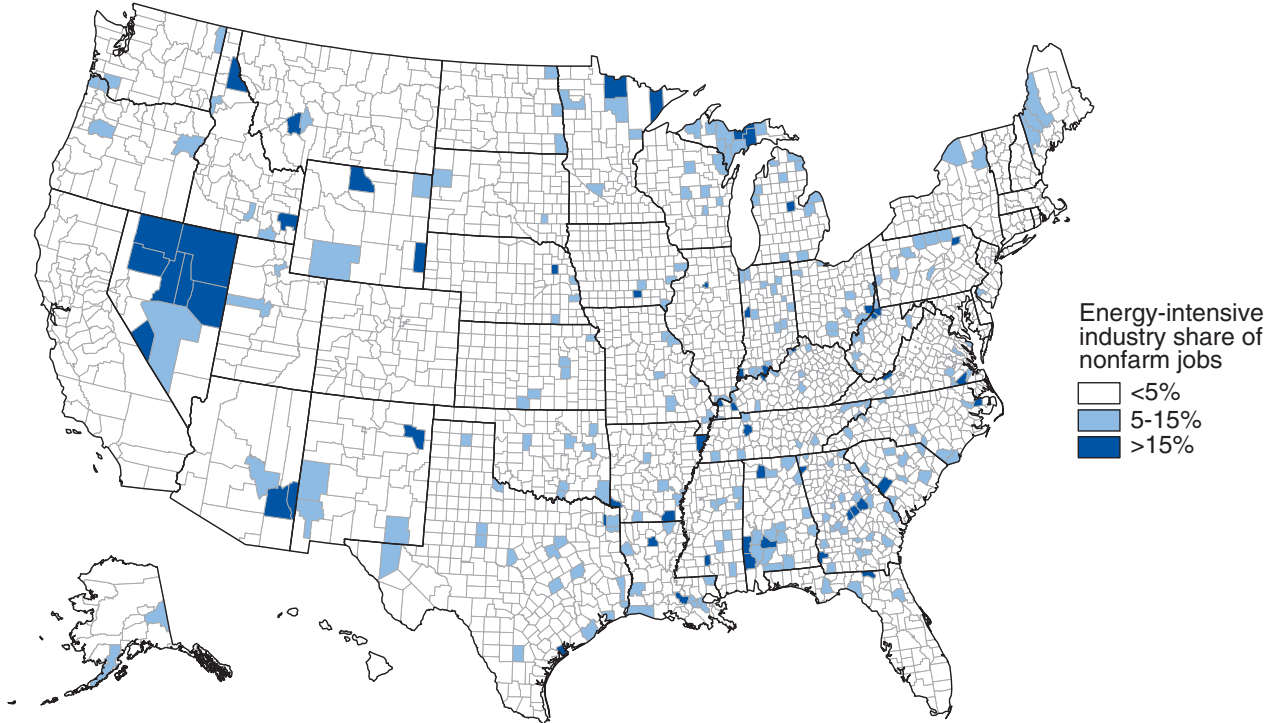 Energy-intensive
industry share of
nonfarm jobs
<5%
5-15%
>15%